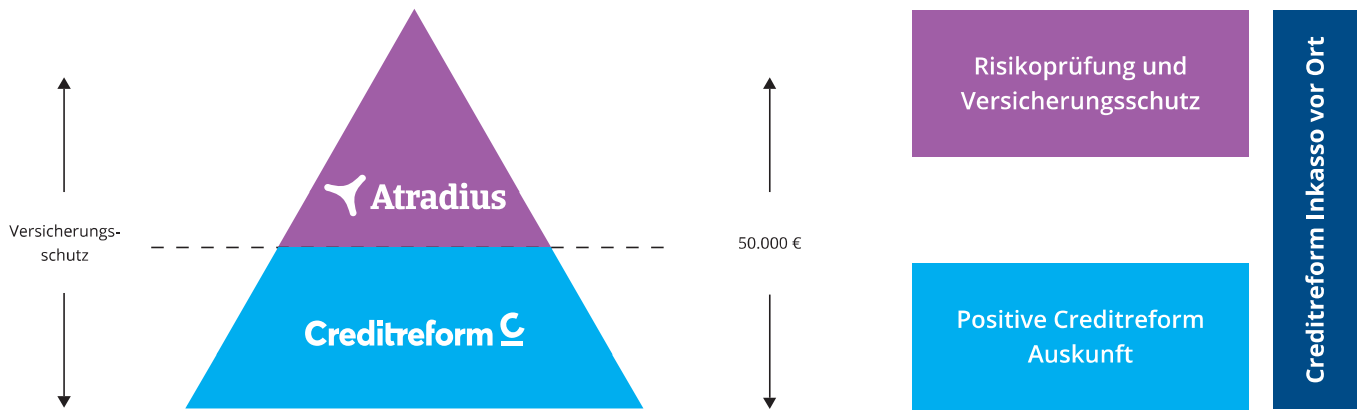 Versicherungs-
schutz
Atradius
Creditreform
50.000 €
Risikoprüfung und
Versicherungsschutz
Positive Creditreform
Auskunft
Creditreform Inkasso vor Ort